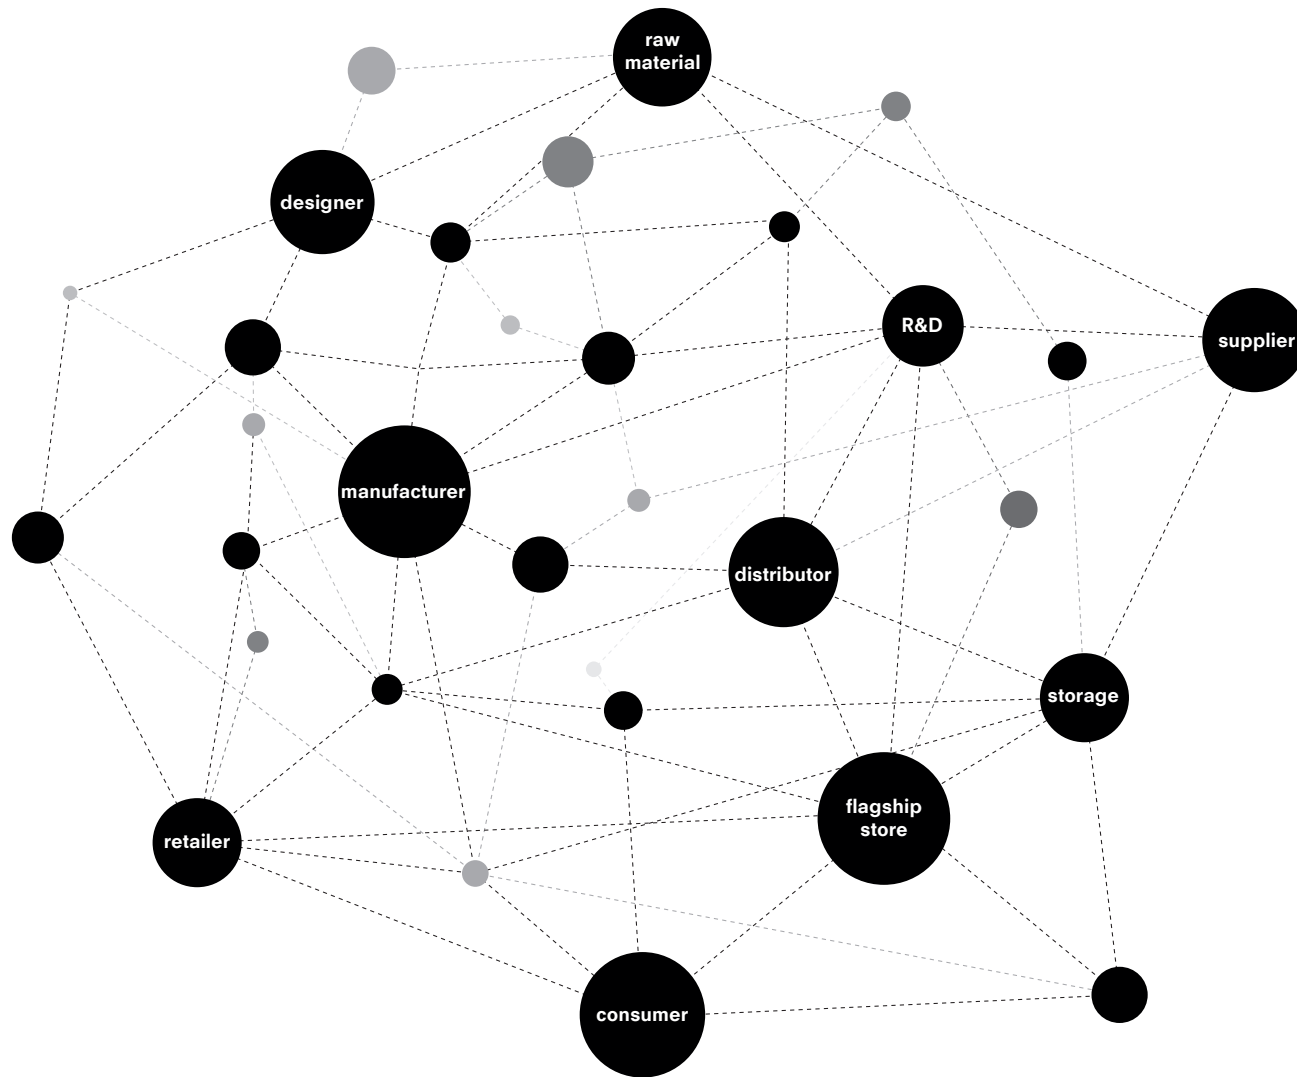 raw
material
designer
R&D
supplier
manufacturer
distributor
storage
flagship
store
retailer
consumer